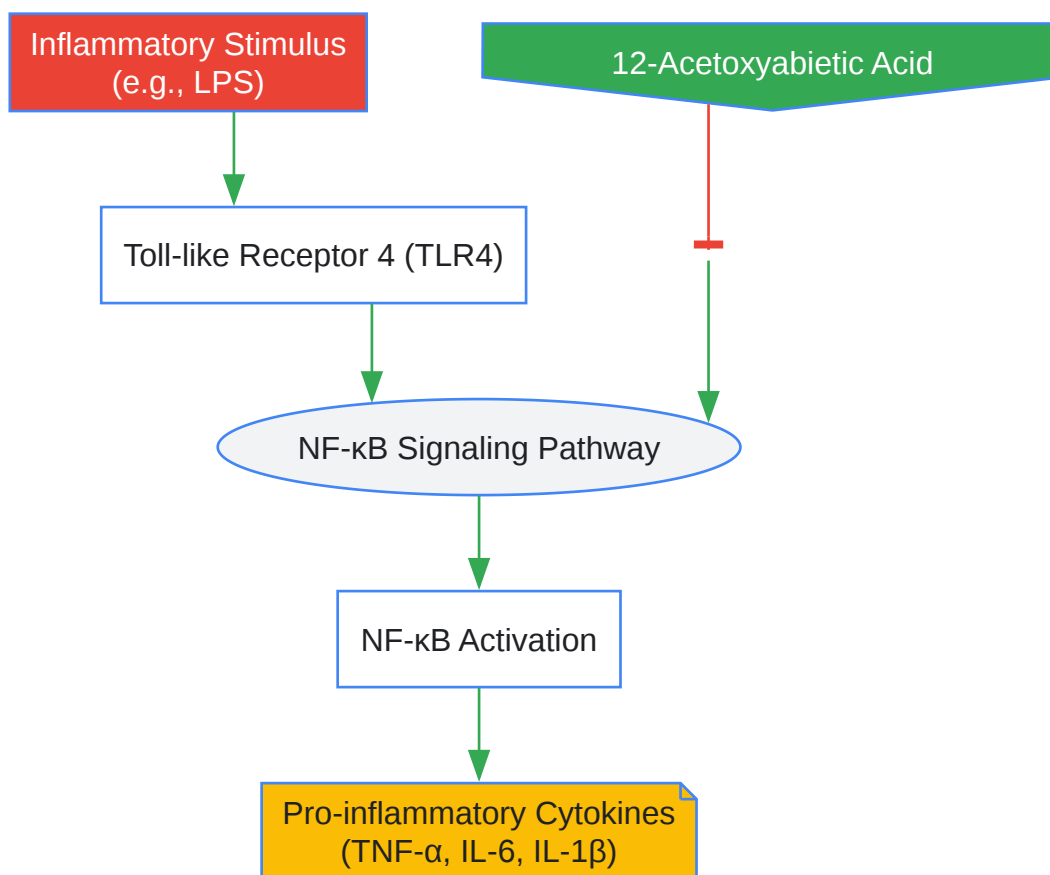 Inflammatory Stimulus
(e.g., LPS)
12-Acetoxyabietic Acid
Toll-like Receptor 4 (TLR4)
NF-κB Signaling Pathway
NF-κB Activation
Pro-inflammatory Cytokines
(TNF-α, IL-6, IL-1β)